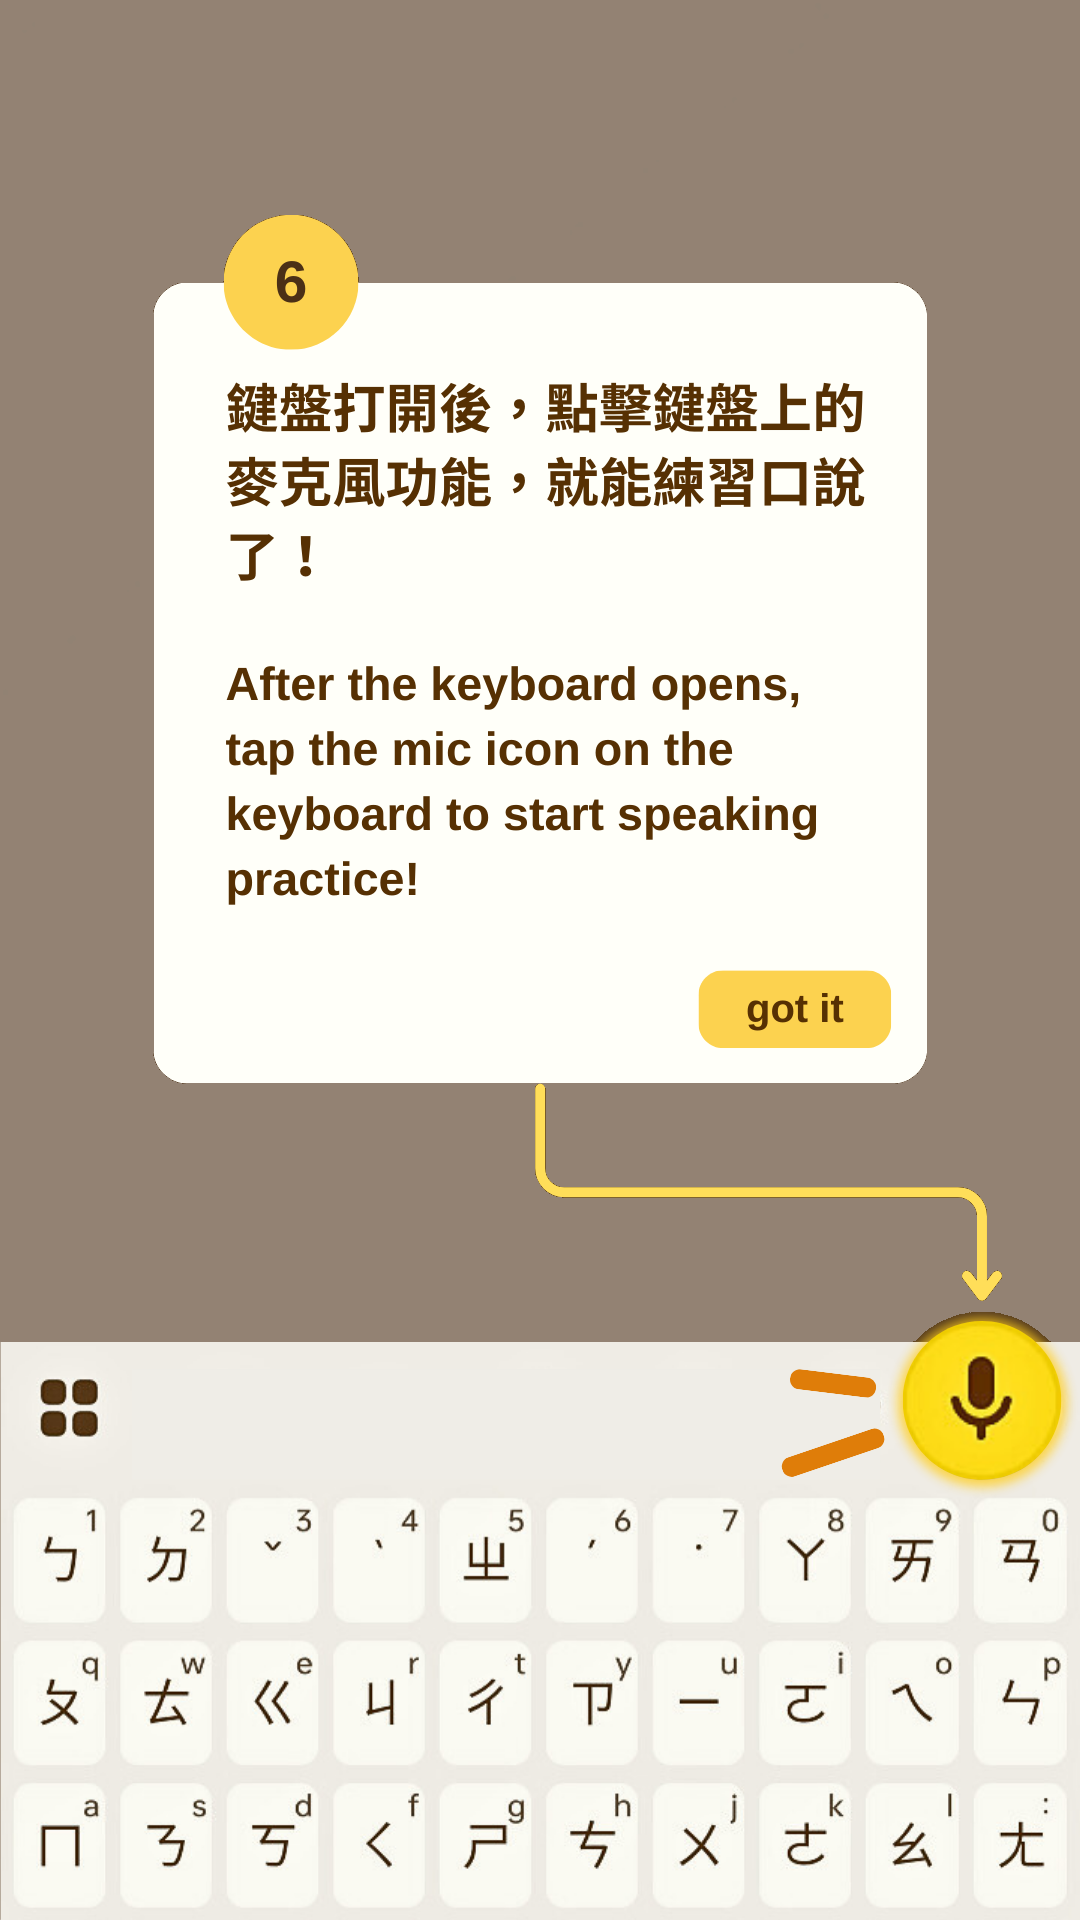 6
鍵盤打開後，點擊鍵盤上的
麥克風功能，就能練習口說
了！
After the keyboard opens,
tap the mic icon on the
keyboard to start speaking
practice!
got it
1 2 3 4 5 6 7 8 9 0
ㄅ ㄉ ˇ ˋ ㄓ ˊ ˙ ㄚ ㄞ ㄢ
q w e r t y u i o p
ㄆ ㄊ ㄍ ㄐ ㄔ ㄗ ㄧ ㄛ ㄟ ㄣ
a s d f g h j k l :
ㄇ ㄋ ㄎ ㄑ ㄕ ㄘ ㄨ ㄜ ㄠ ㄤ